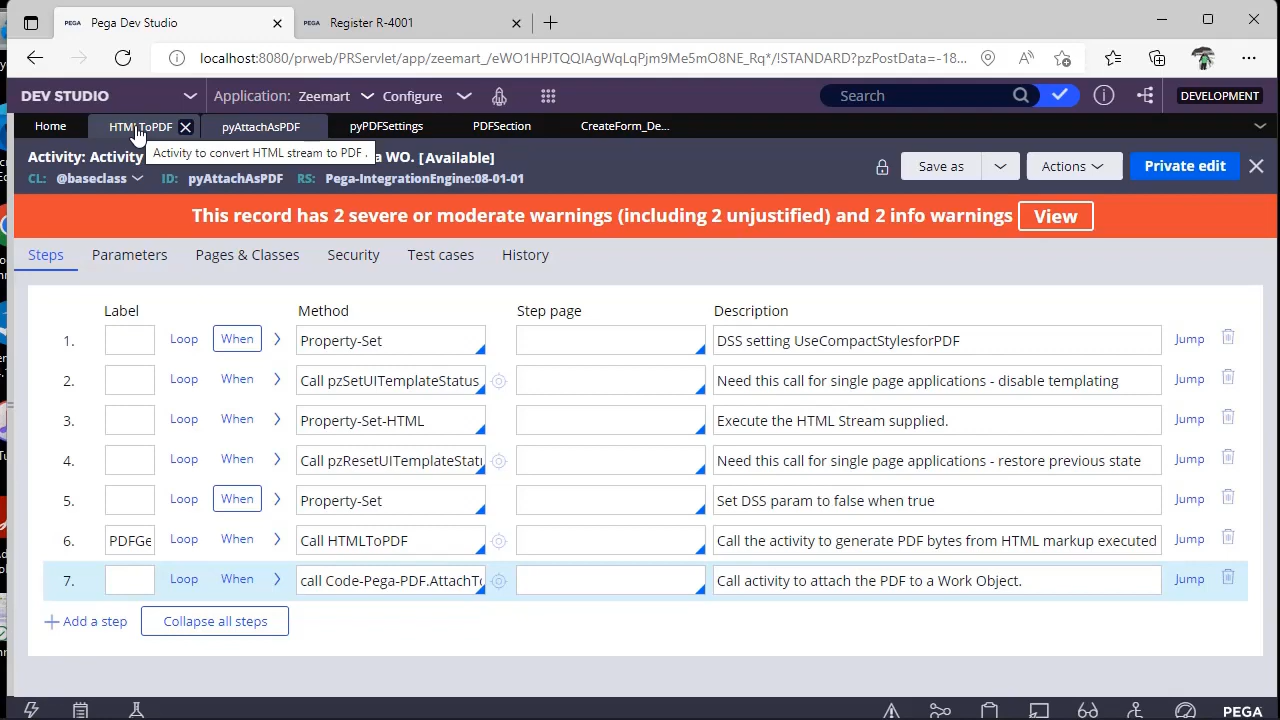 PEGA Pega Dev Studio
PEGA Register R-4001
localhost:8080/prweb/PRServlet/app/zeemart_/eWO1HPJTQQIAgWqLqPjm9Me5mO8NE_Rq*/!STANDARD?pzPostData=-18...
DEV STUDIO
Application: Zeemart
Configure
Search
DEVELOPMENT
Home
HTMLToPDF
pyAttachAsPDF
pyPDFSettings
PDFSection
CreateForm_De...
Activity to convert HTML stream to PDF .
Activity: Activity
a WO. [Available]
CL: @baseclass ID: pyAttachAsPDF RS: Pega-IntegrationEngine:08-01-01
Save as
Actions
Private edit
This record has 2 severe or moderate warnings (including 2 unjustified) and 2 info warnings View
Steps Parameters Pages & Classes Security Test cases History
Label Method Step page Description
1. Loop When Property-Set DSS setting UseCompactStylesforPDF Jump
2. Loop When Call pzSetUITemplateStatus Need this call for single page applications - disable templating Jump
3. Loop When Property-Set-HTML Execute the HTML Stream supplied. Jump
4. Loop When Call pzResetUITemplateStatu Need this call for single page applications - restore previous state Jump
5. Loop When Property-Set Set DSS param to false when true Jump
6. PDFGe Loop When Call HTMLToPDF Call the activity to generate PDF bytes from HTML markup executed Jump
7. Loop When call Code-Pega-PDF.AttachTo Call activity to attach the PDF to a Work Object. Jump
Add a step Collapse all steps
PEGA